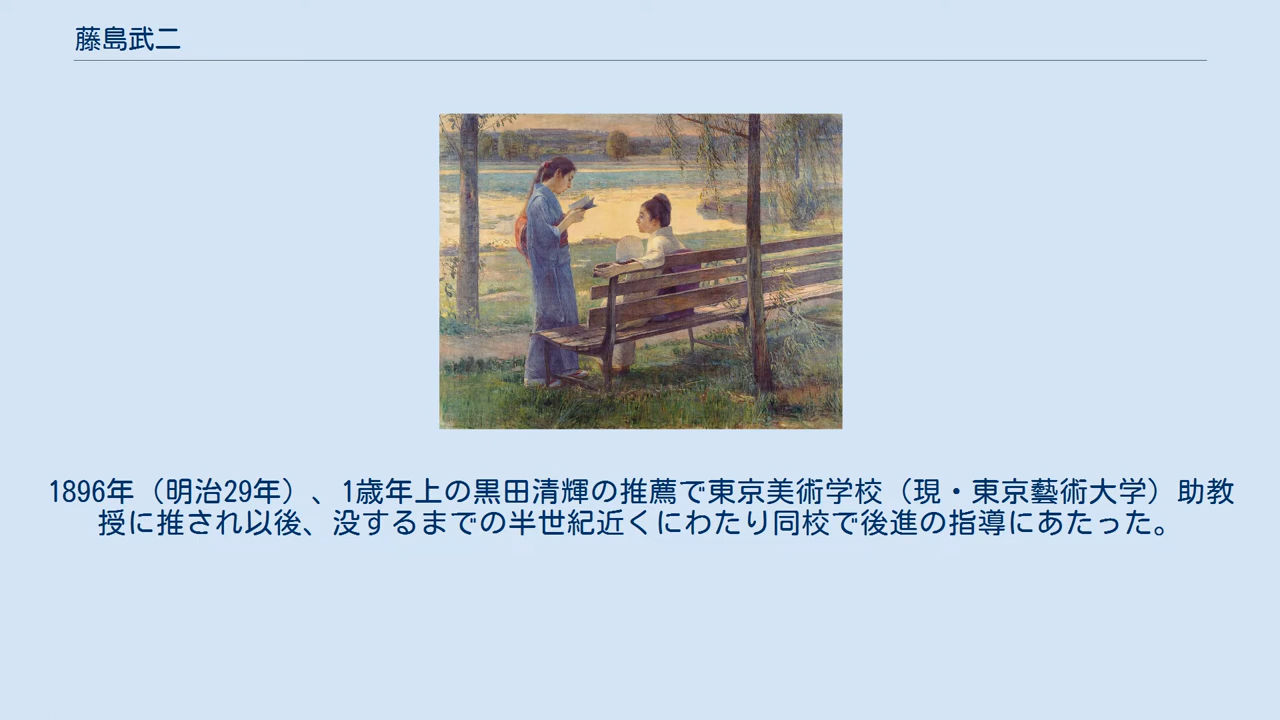 藤島武二
1896年（明治29年）、1歳年上の黒田清輝の推薦で東京美術学校（現・東京藝術大学）助教
授に推され以後、没するまでの半世紀近くにわたり同校で後進の指導にあたった。